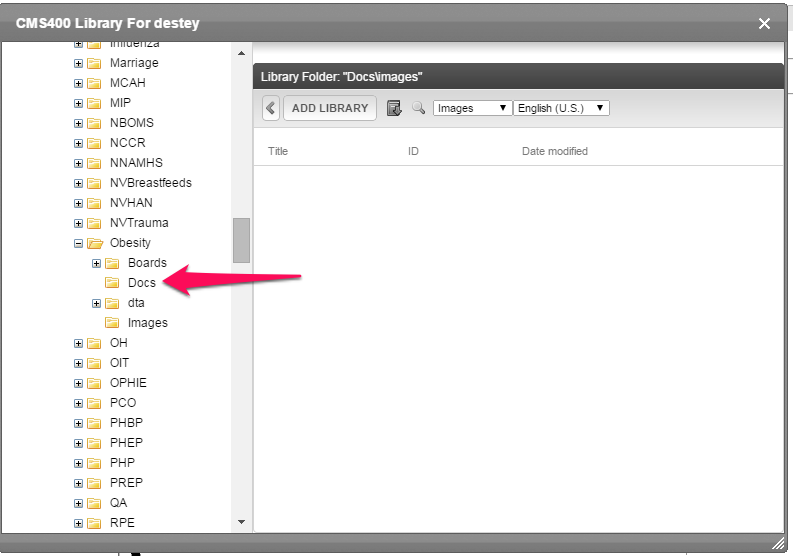 CMS400 Library For destey
Influenza
Marriage
MCAH
MIP
NBOMS
NCCR
NNAMHS
NVBreastfeeds
NVHAN
NVTrauma
Obesity
Boards
Docs
dta
Images
OH
OIT
OPHIE
PCO
PHBP
PHEP
PHP
PREP
QA
RPE
Library Folder: "Docs\images"
ADD LIBRARY Images English (U.S.)
Title ID Date modified